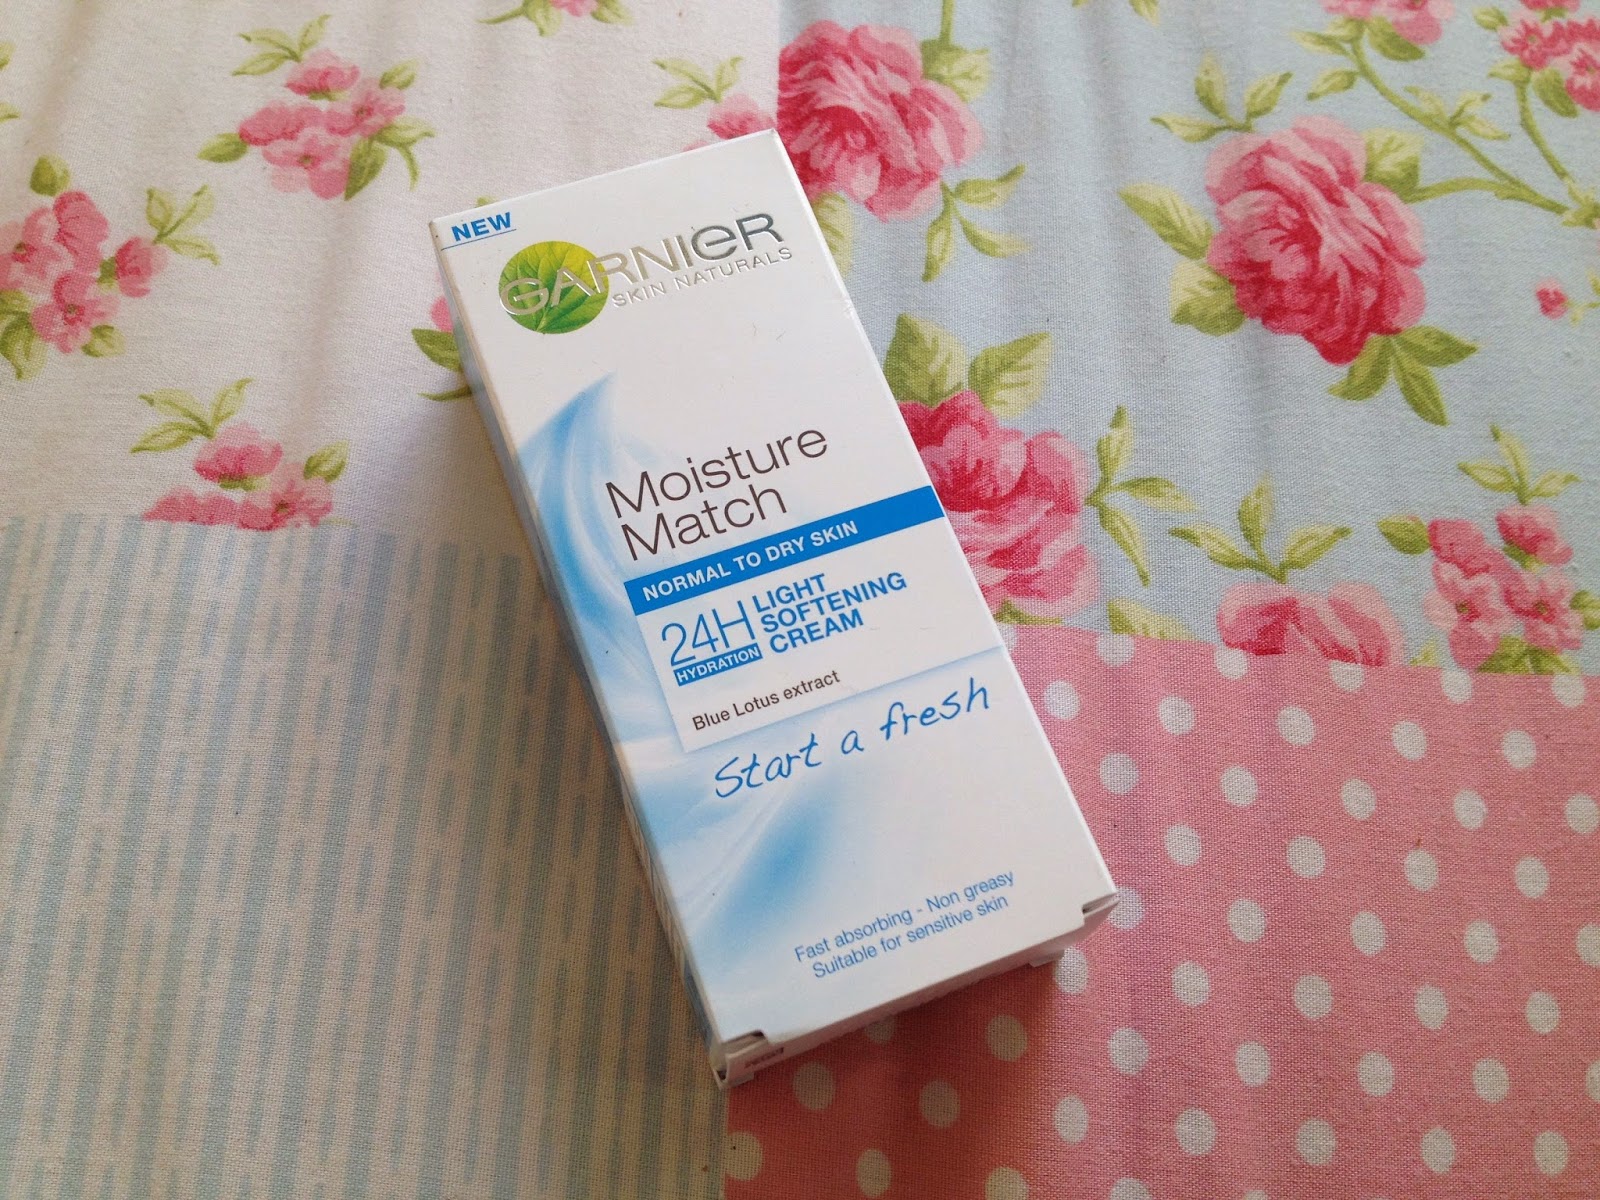 NEW
GARNIER
SKIN NATURALS
Moisture
Match
NORMAL TO DRY SKIN
24H
HYDRATION
LIGHT
SOFTENING
CREAM
Blue Lotus extract
Start a fresh
Fast absorbing - Non greasy
Suitable for sensitive skin